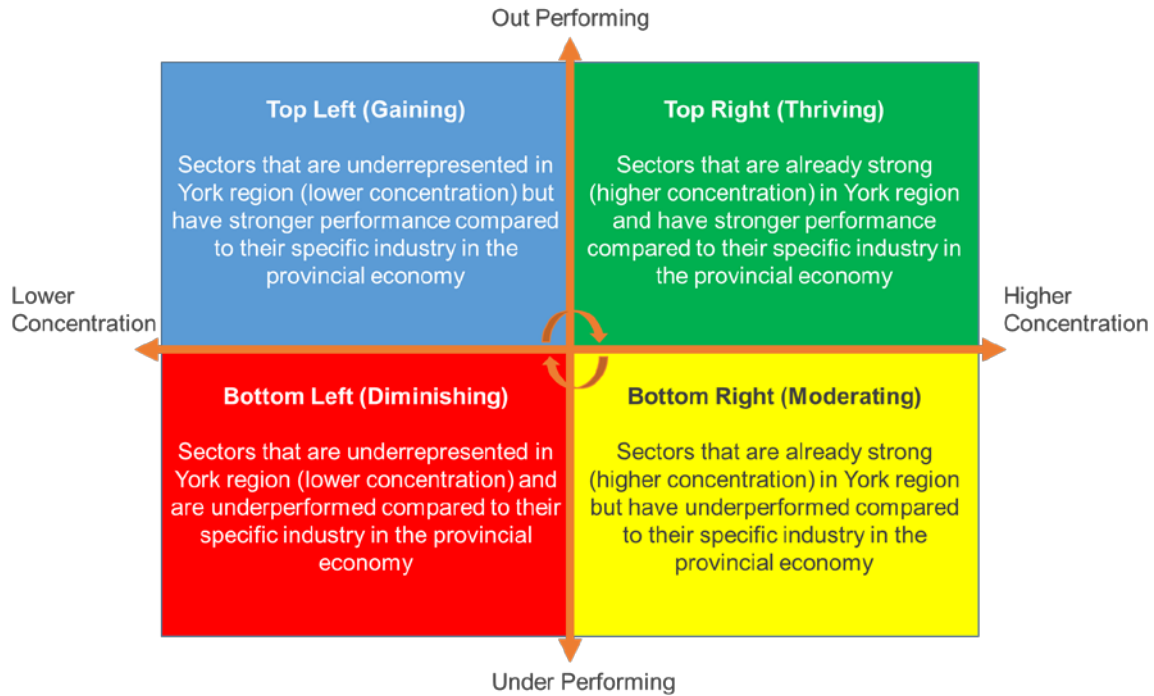 Out Performing
Top Left (Gaining)
Sectors that are underrepresented in
York region (lower concentration) but
have stronger performance compared
to their specific industry in the
provincial economy
Top Right (Thriving)
Sectors that are already strong
(higher concentration) in York region
and have stronger performance
compared to their specific industry in
the provincial economy
Lower
Concentration
Higher
Concentration
Bottom Left (Diminishing)
Sectors that are underrepresented in
York region (lower concentration) and
are underperformed compared to their
specific industry in the provincial
economy
Bottom Right (Moderating)
Sectors that are already strong
(higher concentration) in York region
but have underperformed compared
to their specific industry in the
provincial economy
Under Performing